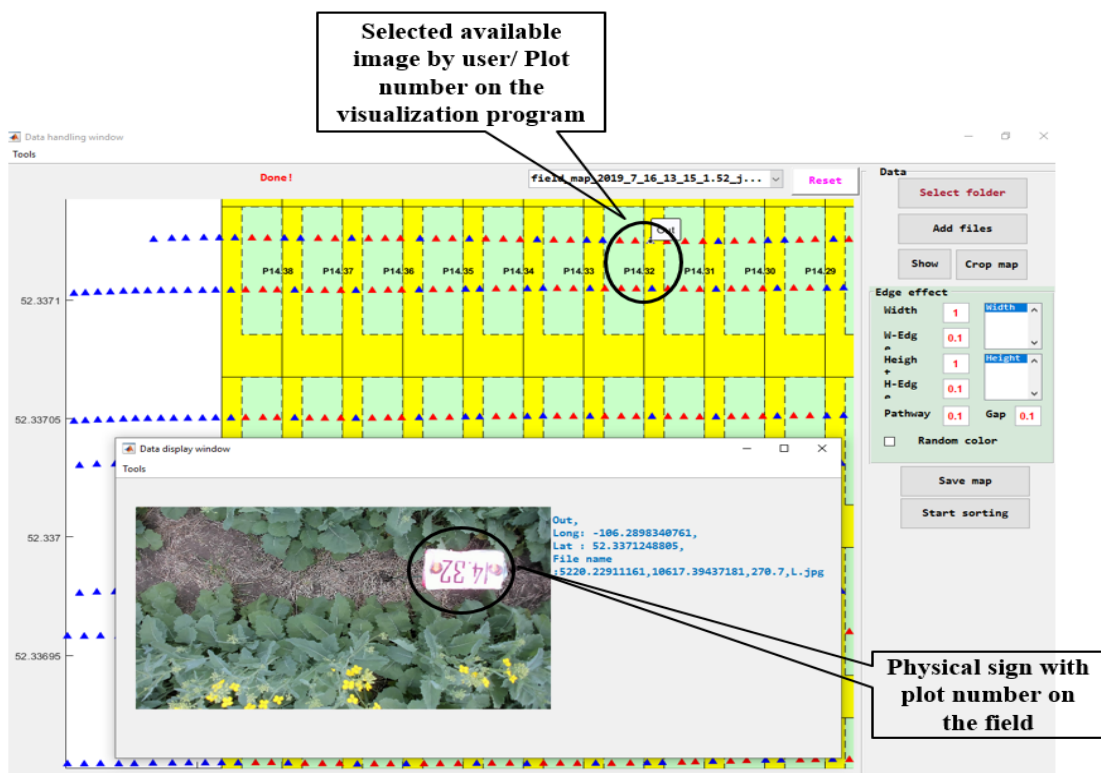 Selected available
image by user/ Plot
number on the
visualization program
Data handling window
Tools
Done!
field_map_2019_7_16_13_15_1.52_j...
Reset
Data
Select folder
Add files
Show
Crop map
Out
P14.38
P14.37
P14.36
P14.35
P14.34
P14.33
P14.32
P14.31
P14.30
P14.29
52.3371
52.33705
52.337
52.33695
Edge effect
Width
1
Width
W-Edg
0.1
Heigh
1
Height
H-Edg
0.1
Pathway
0.1
Gap
0.1
Random color
Save map
Start sorting
Data display window
Tools
14.32
Out,
Long: -106.2898340761,
Lat : 52.3371248805,
File name
:5220.22911161,10617.39437181,270.7,L.jpg
Physical sign with
plot number on
the field